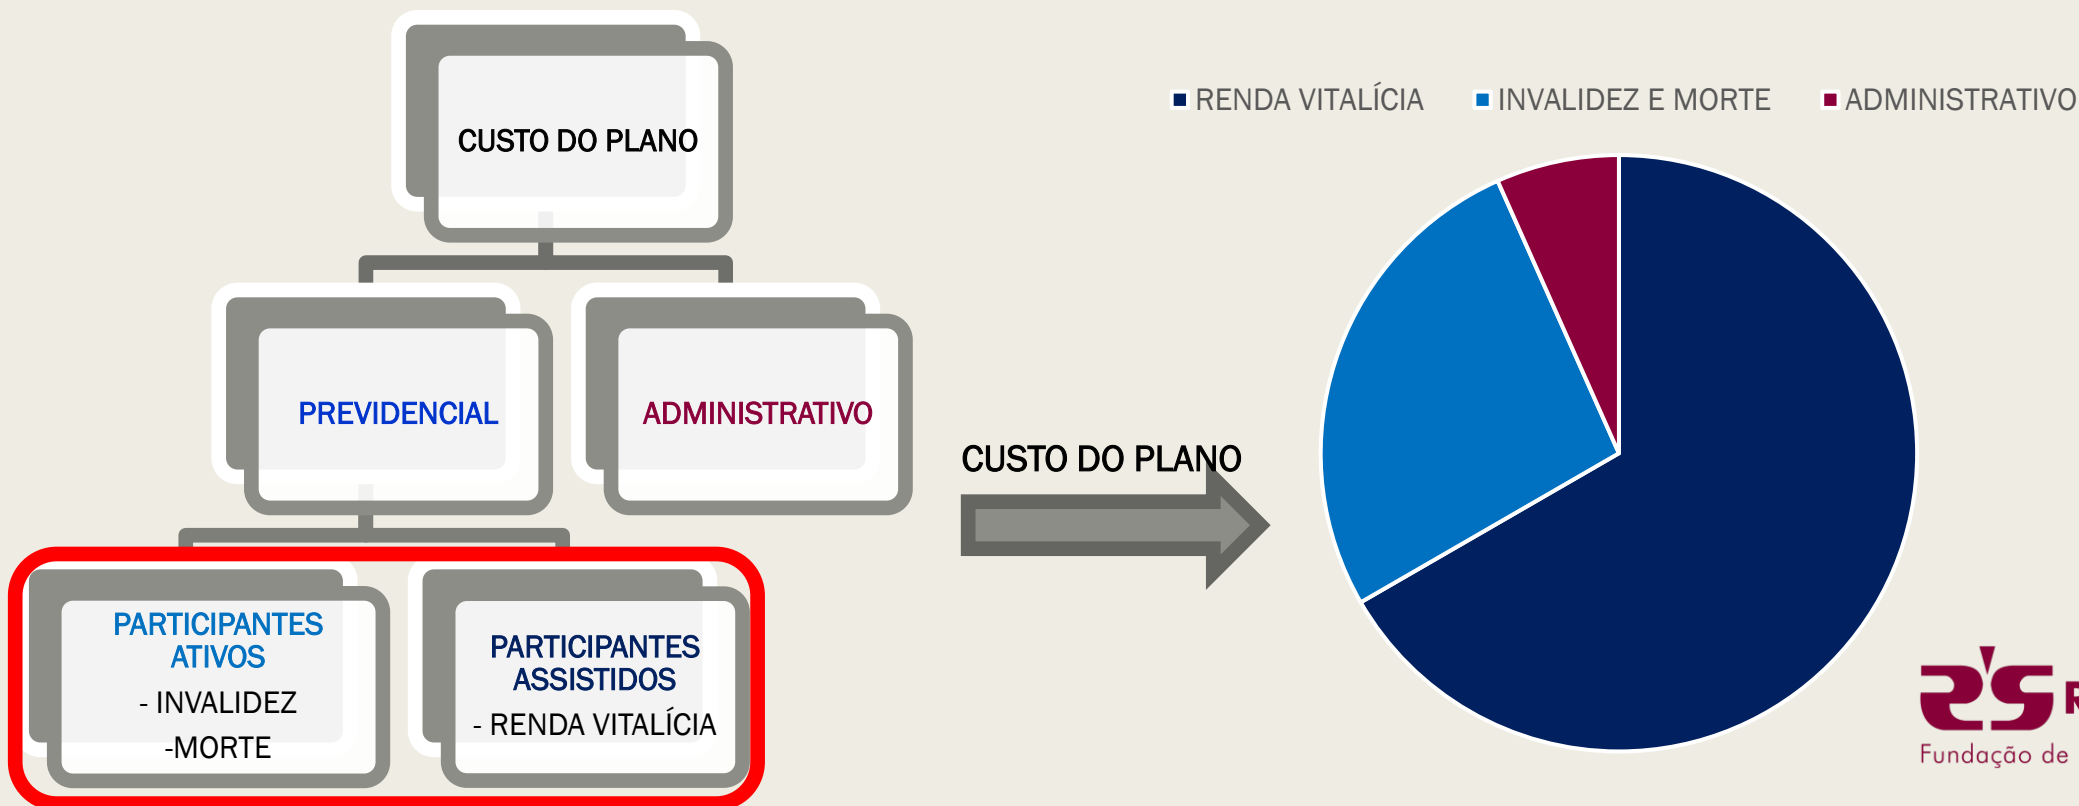 CUSTO DO PLANO
PREVIDENCIAL
ADMINISTRATIVO
PARTICIPANTES
ATIVOS
- INVALIDEZ
-MORTE
PARTICIPANTES
ASSISTIDOS
- RENDA VITALÍCIA
CUSTO DO PLANO
RENDA VITALÍCIA
INVALIDEZ E MORTE
ADMINISTRATIVO
Fundação de